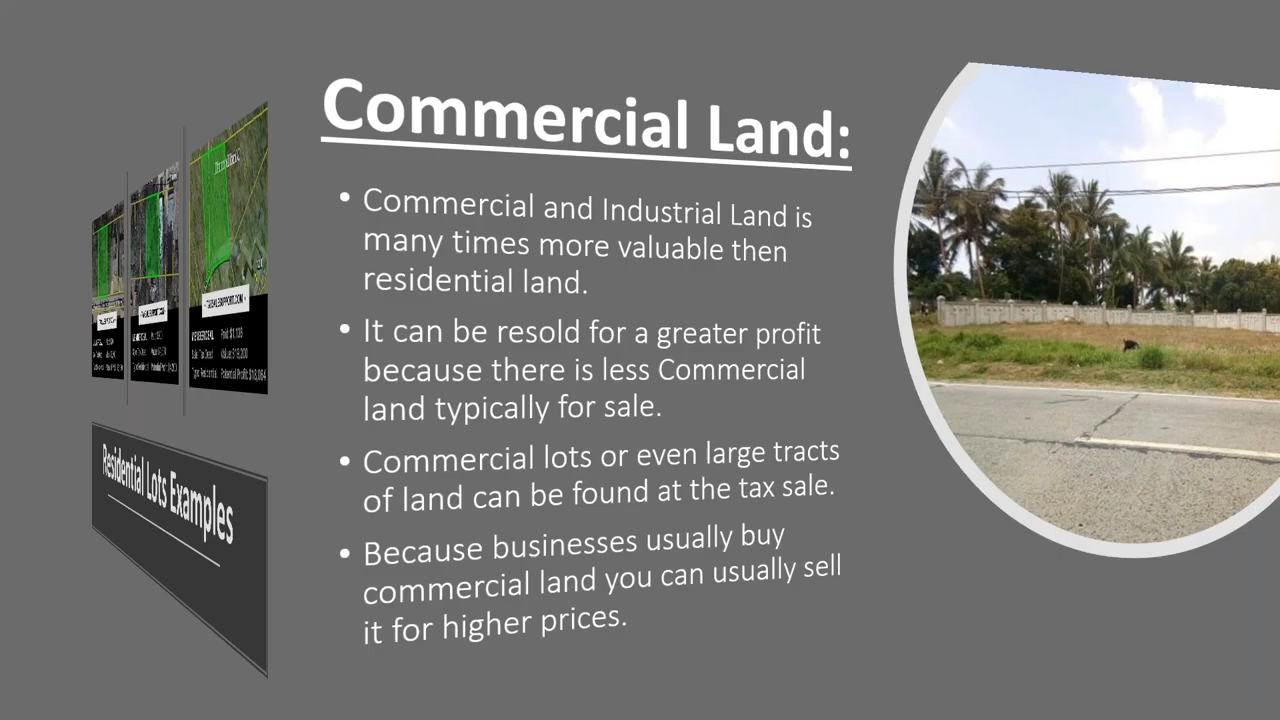 Commercial Land:
• Commercial and Industrial Land is
many times more valuable then
residential land.
• It can be resold for a greater profit
because there is less Commercial
land typically for sale.
• Commercial lots or even large tracts
of land can be found at the tax sale.
• Because businesses usually buy
commercial land you can usually sell
it for higher prices.
Residential Lots Examples